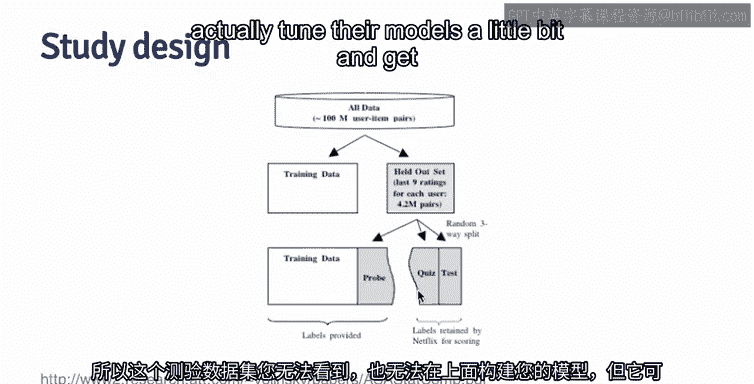 actually tune their models a little bit
and get
Study design
All Data
(~ 100 M user-item pairs)
Training Data
Held Out Set
(last 9 ratings
for each user:
4.2M pairs)
Random 3-
way split
Training Data
Probe
Quiz
Test
Labels provided
Labels retained by
Netflix for scoring
所以这个测验数据集您无法看到，也无法在上面构建您的模型，但它可